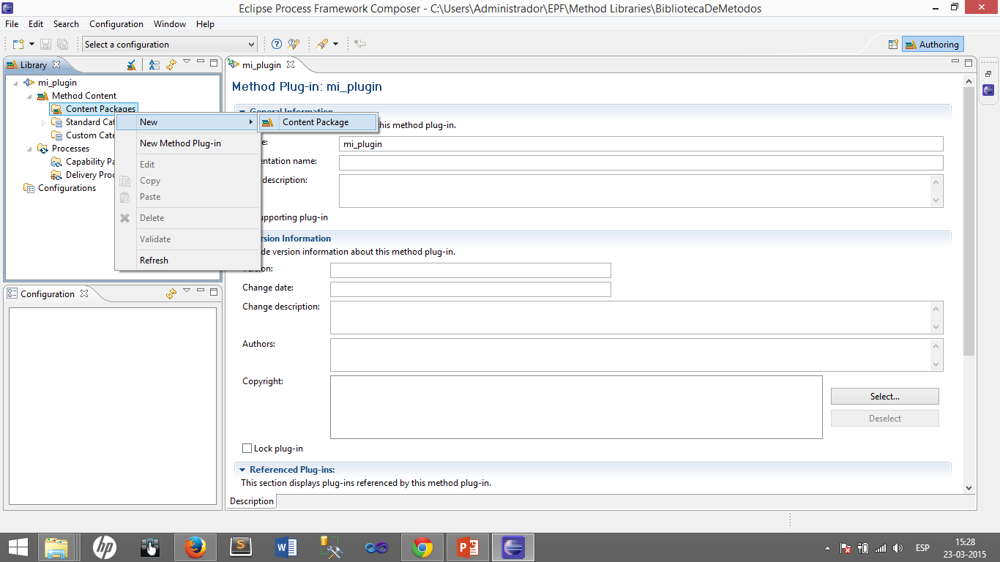 Eclipse Process Framework Composer - C:\Users\Administrador\EPF\Method Libraries\BibliotecaDeMetodos
File Edit Search Configuration Window Help
Select a configuration
Authoring
Library
mi_plugin
Method Content
Content Packages
Standard Cat
Custom Cate
Processes
Capability Pa
Delivery Proc
Configurations
New
New Method Plug-in
Edit
Copy
Paste
Delete
Validate
Refresh
Content Package
Configuration
mi_plugin
Method Plug-in: mi_plugin
General Information
his method plug-in.
e:
mi_plugin
entation name:
description:
upporting plug-in
rsion Information
de version information about this method plug-in.
Change date:
Change description:
Authors:
Copyright:
Select...
Deselect
Lock plug-in
Referenced Plug-ins:
This section displays plug-ins referenced by this method plug-in.
Description
hp
ESP
15:28
23-03-2015